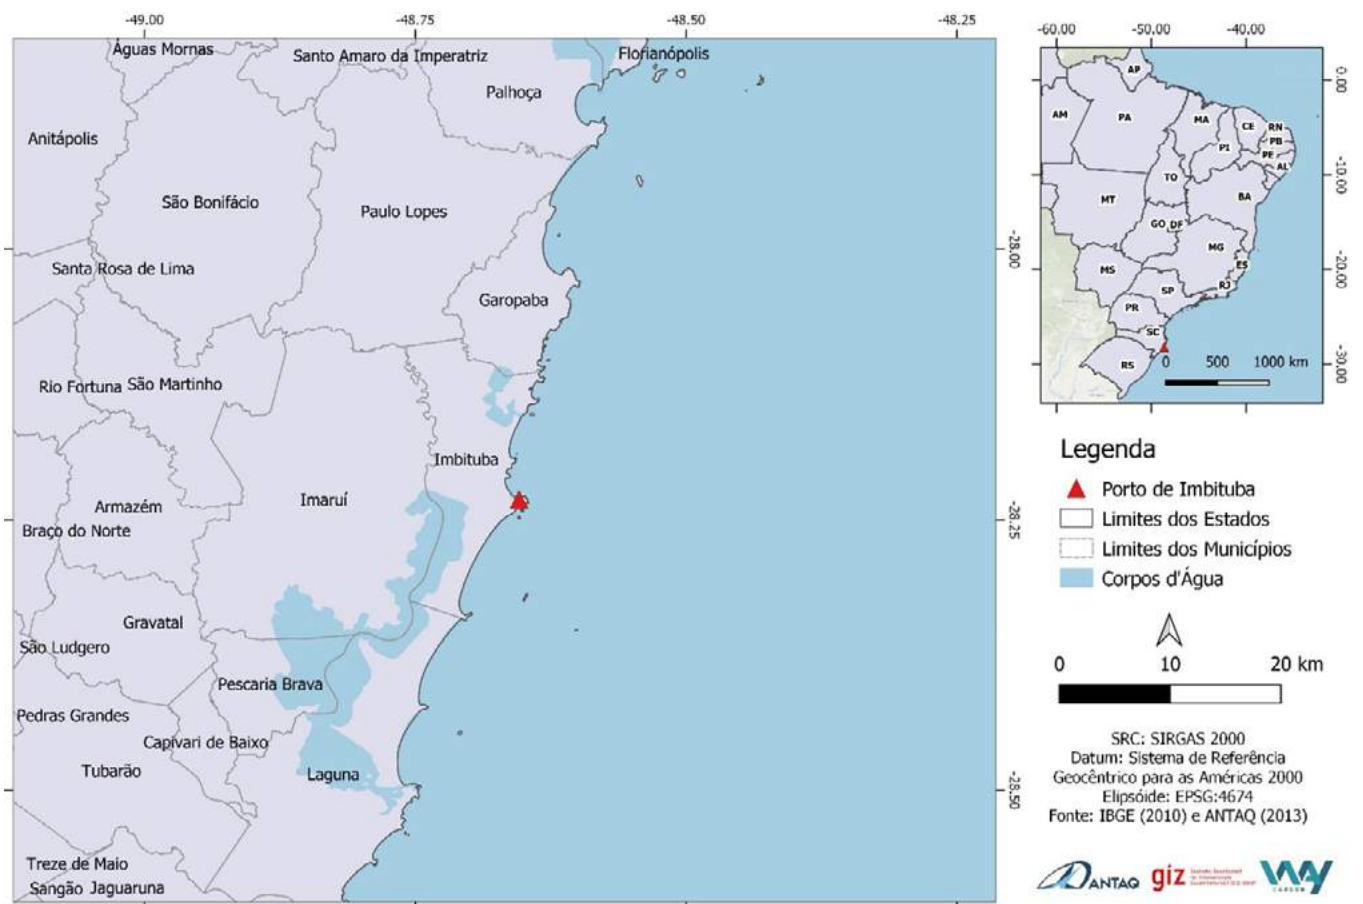 -49.00
-48.75
-48.50
-48.25
Águas Mornas
Santo Amaro da Imperatriz
Florianópolis
Palhoça
Anitápolis
São Bonifácio
Paulo Lopes
-28.00
Santa Rosa de Lima
Garopaba
Rio Fortuna
São Martinho
Imbituba
Imaruí
Armazém
Braço do Norte
-28.25
Gravatal
São Ludgero
Pescaria Brava
Pedras Grandes
Capivari de Baixo
Tubarão
Laguna
-28.50
Treze de Maio
Sangão
Jaguaruna
-60.00
-50.00
-40.00
0.00
-10.00
-20.00
-30.00
AP
AM
PA
MA
CE
RN
PB
PI
PE
AL
TO
BA
MT
GO
DF
MG
ES
MS
SP
RJ
PR
SC
RS
0 500 1000 km
Legenda
Porto de Imbituba
Limites dos Estados
Limites dos Municípios
Corpos d'Água
0 10 20 km
SRC: SIRGAS 2000
Datum: Sistema de Referência
Geocêntrico para as Américas 2000
Elipsóide: EPSG:4674
Fonte: IBGE (2010) e ANTAQ (2013)
ANTAQ
giz
WAY
CARBON